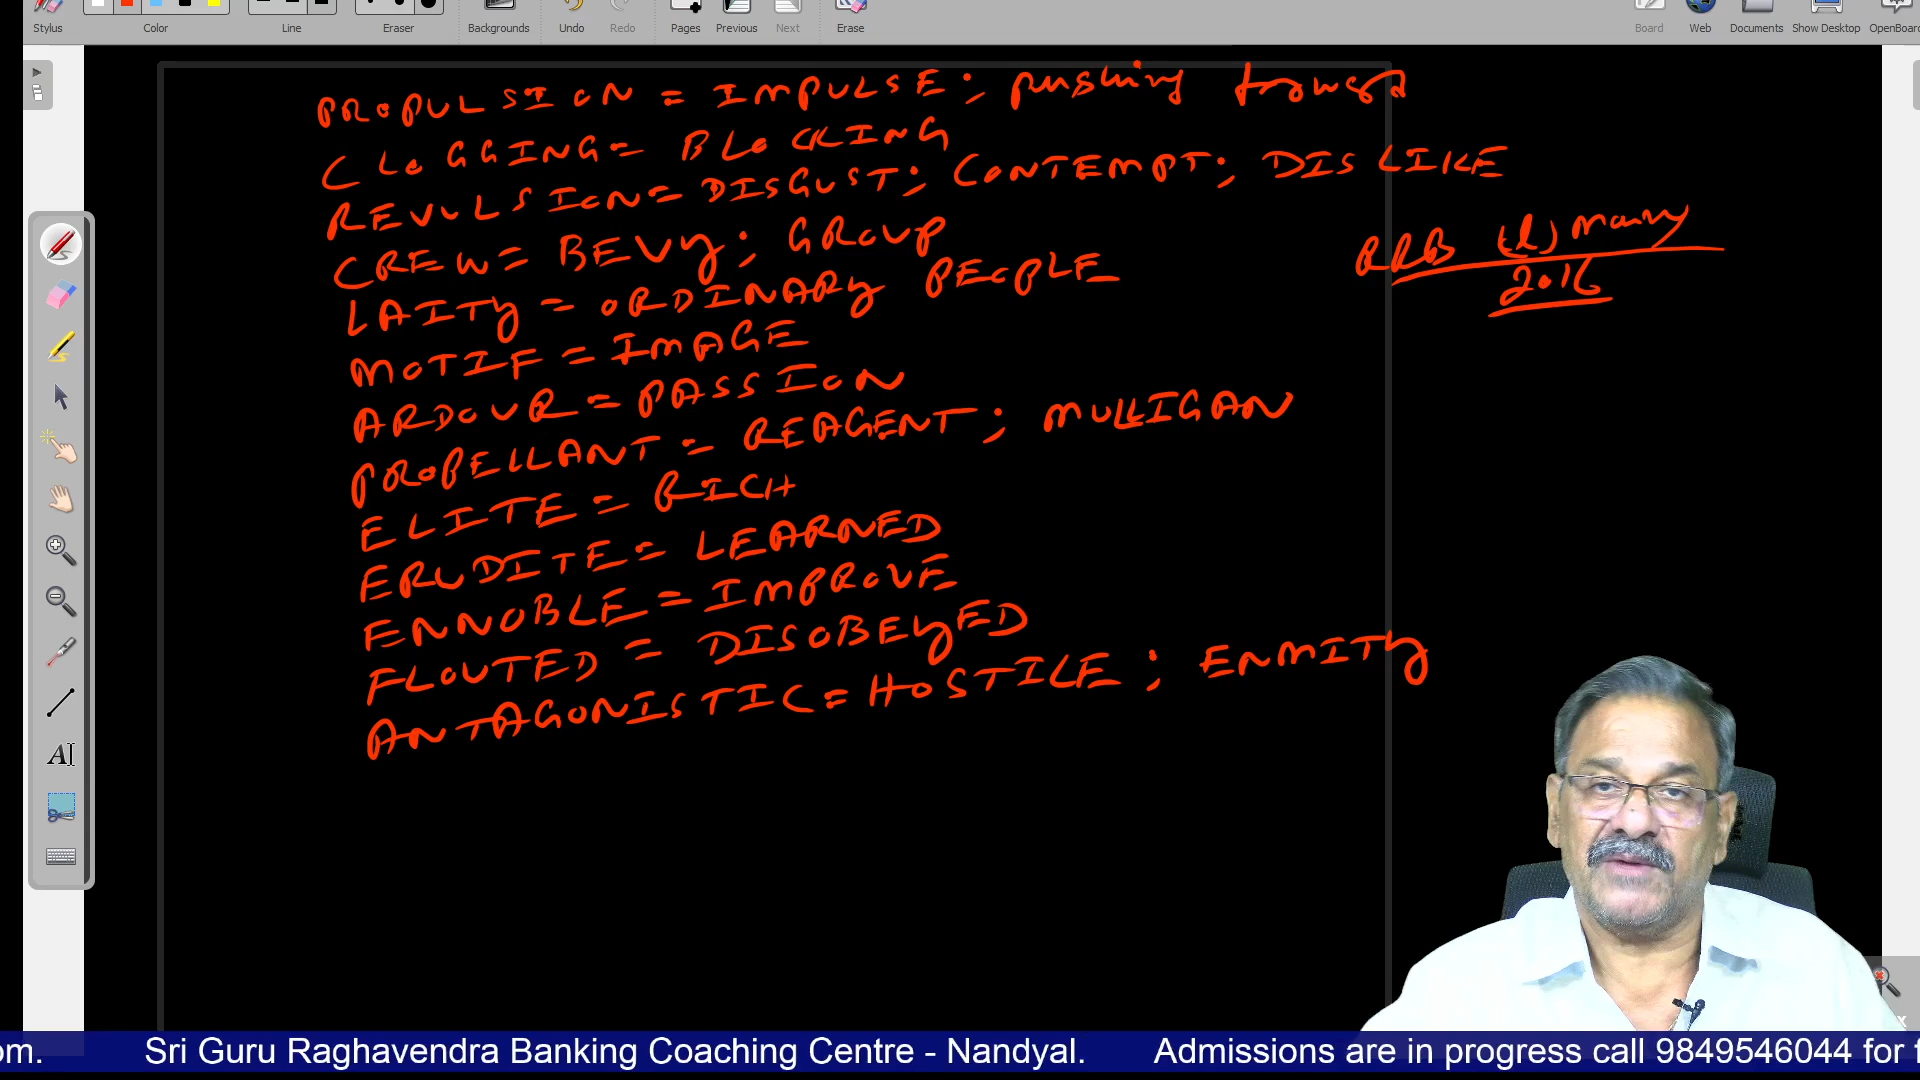 Stylus Color Line Eraser Backgrounds Undo Redo Pages Previous Next Erase Board Web Documents Show Desktop OpenBoard
PROPULSION = IMPULSE; pushing forward
CLOGGING = BLOCKING
REVULSION = DISGUST; CONTEMPT; DISLIKE
CREW = BEVY; GROUP
LAITY = ORDINARY PEOPLE
MOTIF = IMAGE
ARDOUR = PASSION
PROPELLANT = REAGENT; MULLIGAN
ELITE = RICH
ERUDITE = LEARNED
ENNOBLE = IMPROVE
FLOUTED = DISOBEYED
ANTAGONISTIC = HOSTILE; ENMITY
RRB
2016
om. Sri Guru Raghavendra Banking Coaching Centre - Nandyal. Admissions are in progress call 9849546044 for f